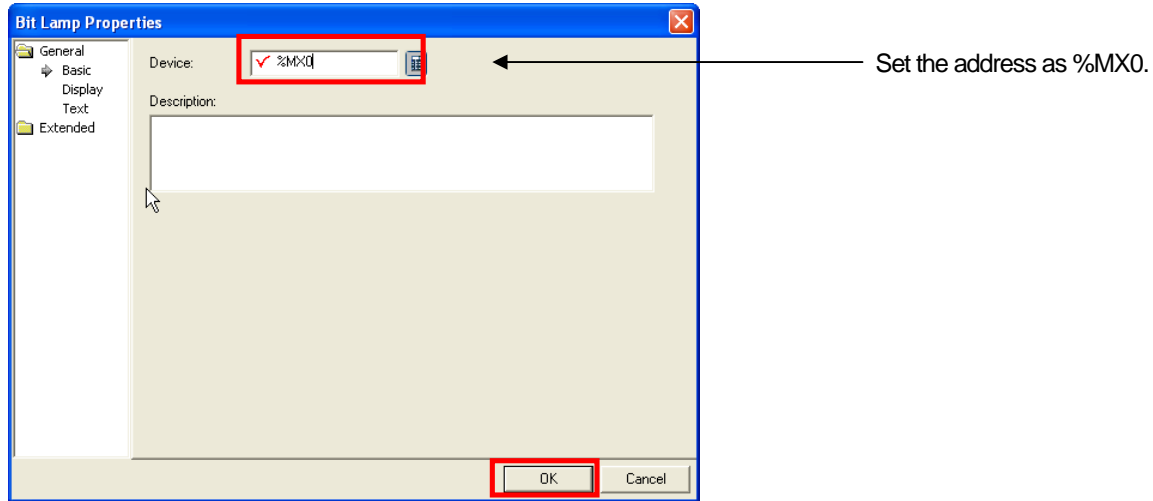 Bit Lamp Properties
General
Basic
Display
Text
Extended
Device:
%MX0
Description:
OK
Cancel
Set the address as %MX0.